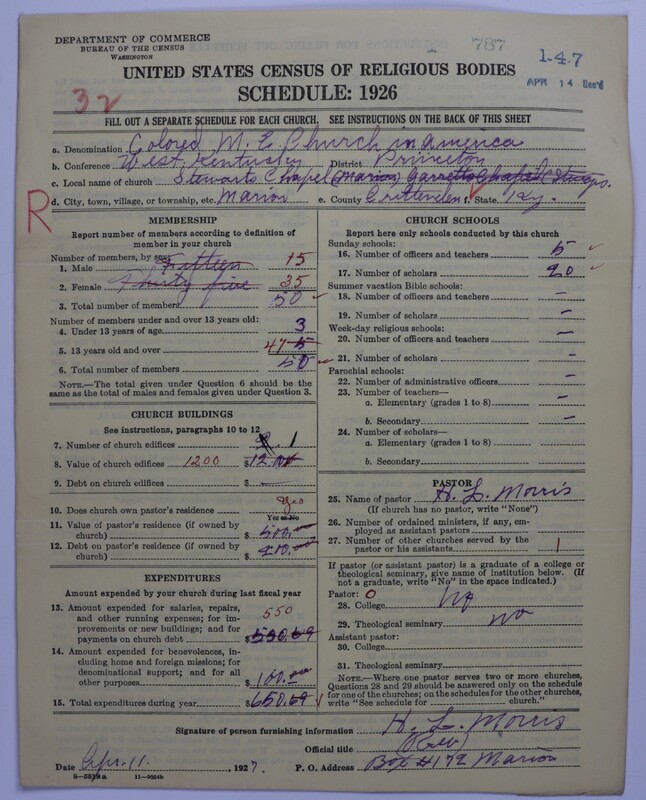 DEPARTMENT OF COMMERCE
BUREAU OF THE CENSUS
WASHINGTON
787
1-4-7
APR 14 Rec'd
UNITED STATES CENSUS OF RELIGIOUS BODIES
SCHEDULE: 1926
32
FILL OUT A SEPARATE SCHEDULE FOR EACH CHURCH. SEE INSTRUCTIONS ON THE BACK OF THIS SHEET
a. Denomination Colored M. E. Church in america
b. Conference West Kentucky District Princeton
c. Local name of church Stewarts Chapel (Marion) Garretts Chapel (Sturgis.
d. City, town, village, or township, etc. Marion e. County Crittenden f. State Ky.
R
MEMBERSHIP
Report number of members according to definition of member in your church
Number of members, by sex:
1. Male Fifteen 15
2. Female Thirty five 35
3. Total number of members 50
Number of members under and over 13 years old:
4. Under 13 years of age 3
5. 13 years old and over 47
6. Total number of members 50
NOTE.—The total given under Question 6 should be the same as the total of males and females given under Question 3.
CHURCH BUILDINGS
See instructions, paragraphs 10 to 12
7. Number of church edifices 1
8. Value of church edifices 1200 $
9. Debt on church edifices $ —
10. Does church own pastor's residence? Yes
Yes or No
11. Value of pastor's residence (if owned by church) $ 500.00
12. Debt on pastor's residence (if owned by church) $
EXPENDITURES
Amount expended by your church during last fiscal year
13. Amount expended for salaries, repairs, and other running expenses; for improvements or new buildings; and for payments on church debt 550 $ 550.69
14. Amount expended for benevolences, including home and foreign missions; for denominational support; and for all other purposes $ 100.00
15. Total expenditures during year $ 650.69
CHURCH SCHOOLS
Report here only schools conducted by this church
Sunday schools:
16. Number of officers and teachers 5
17. Number of scholars 20
Summer vacation Bible schools:
18. Number of officers and teachers —
19. Number of scholars —
Week-day religious schools:
20. Number of officers and teachers —
21. Number of scholars —
Parochial schools:
22. Number of administrative officers —
23. Number of teachers—
a. Elementary (grades 1 to 8) —
b. Secondary —
24. Number of scholars—
a. Elementary (grades 1 to 8) —
b. Secondary —
PASTOR
25. Name of pastor H. L. Morris
(If church has no pastor, write "None")
26. Number of ordained ministers, if any, employed as assistant pastors
27. Number of other churches served by the pastor or his assistants 1
If pastor (or assistant pastor) is a graduate of a college or theological seminary, give name of institution below. (If not a graduate, write "No" in the space indicated.)
Pastor: 0
28. College No
29. Theological seminary no
Assistant pastor:
30. College
31. Theological seminary
NOTE.—Where one pastor serves two or more churches, Questions 28 and 29 should be answered only on the schedule for one of the churches; on the schedules for the other churches, write "See schedule for church."
Signature of person furnishing information H. L. Morris
Official title (Rev)
Date Apr. 11. , 1927. P. O. Address Box #172 Marion